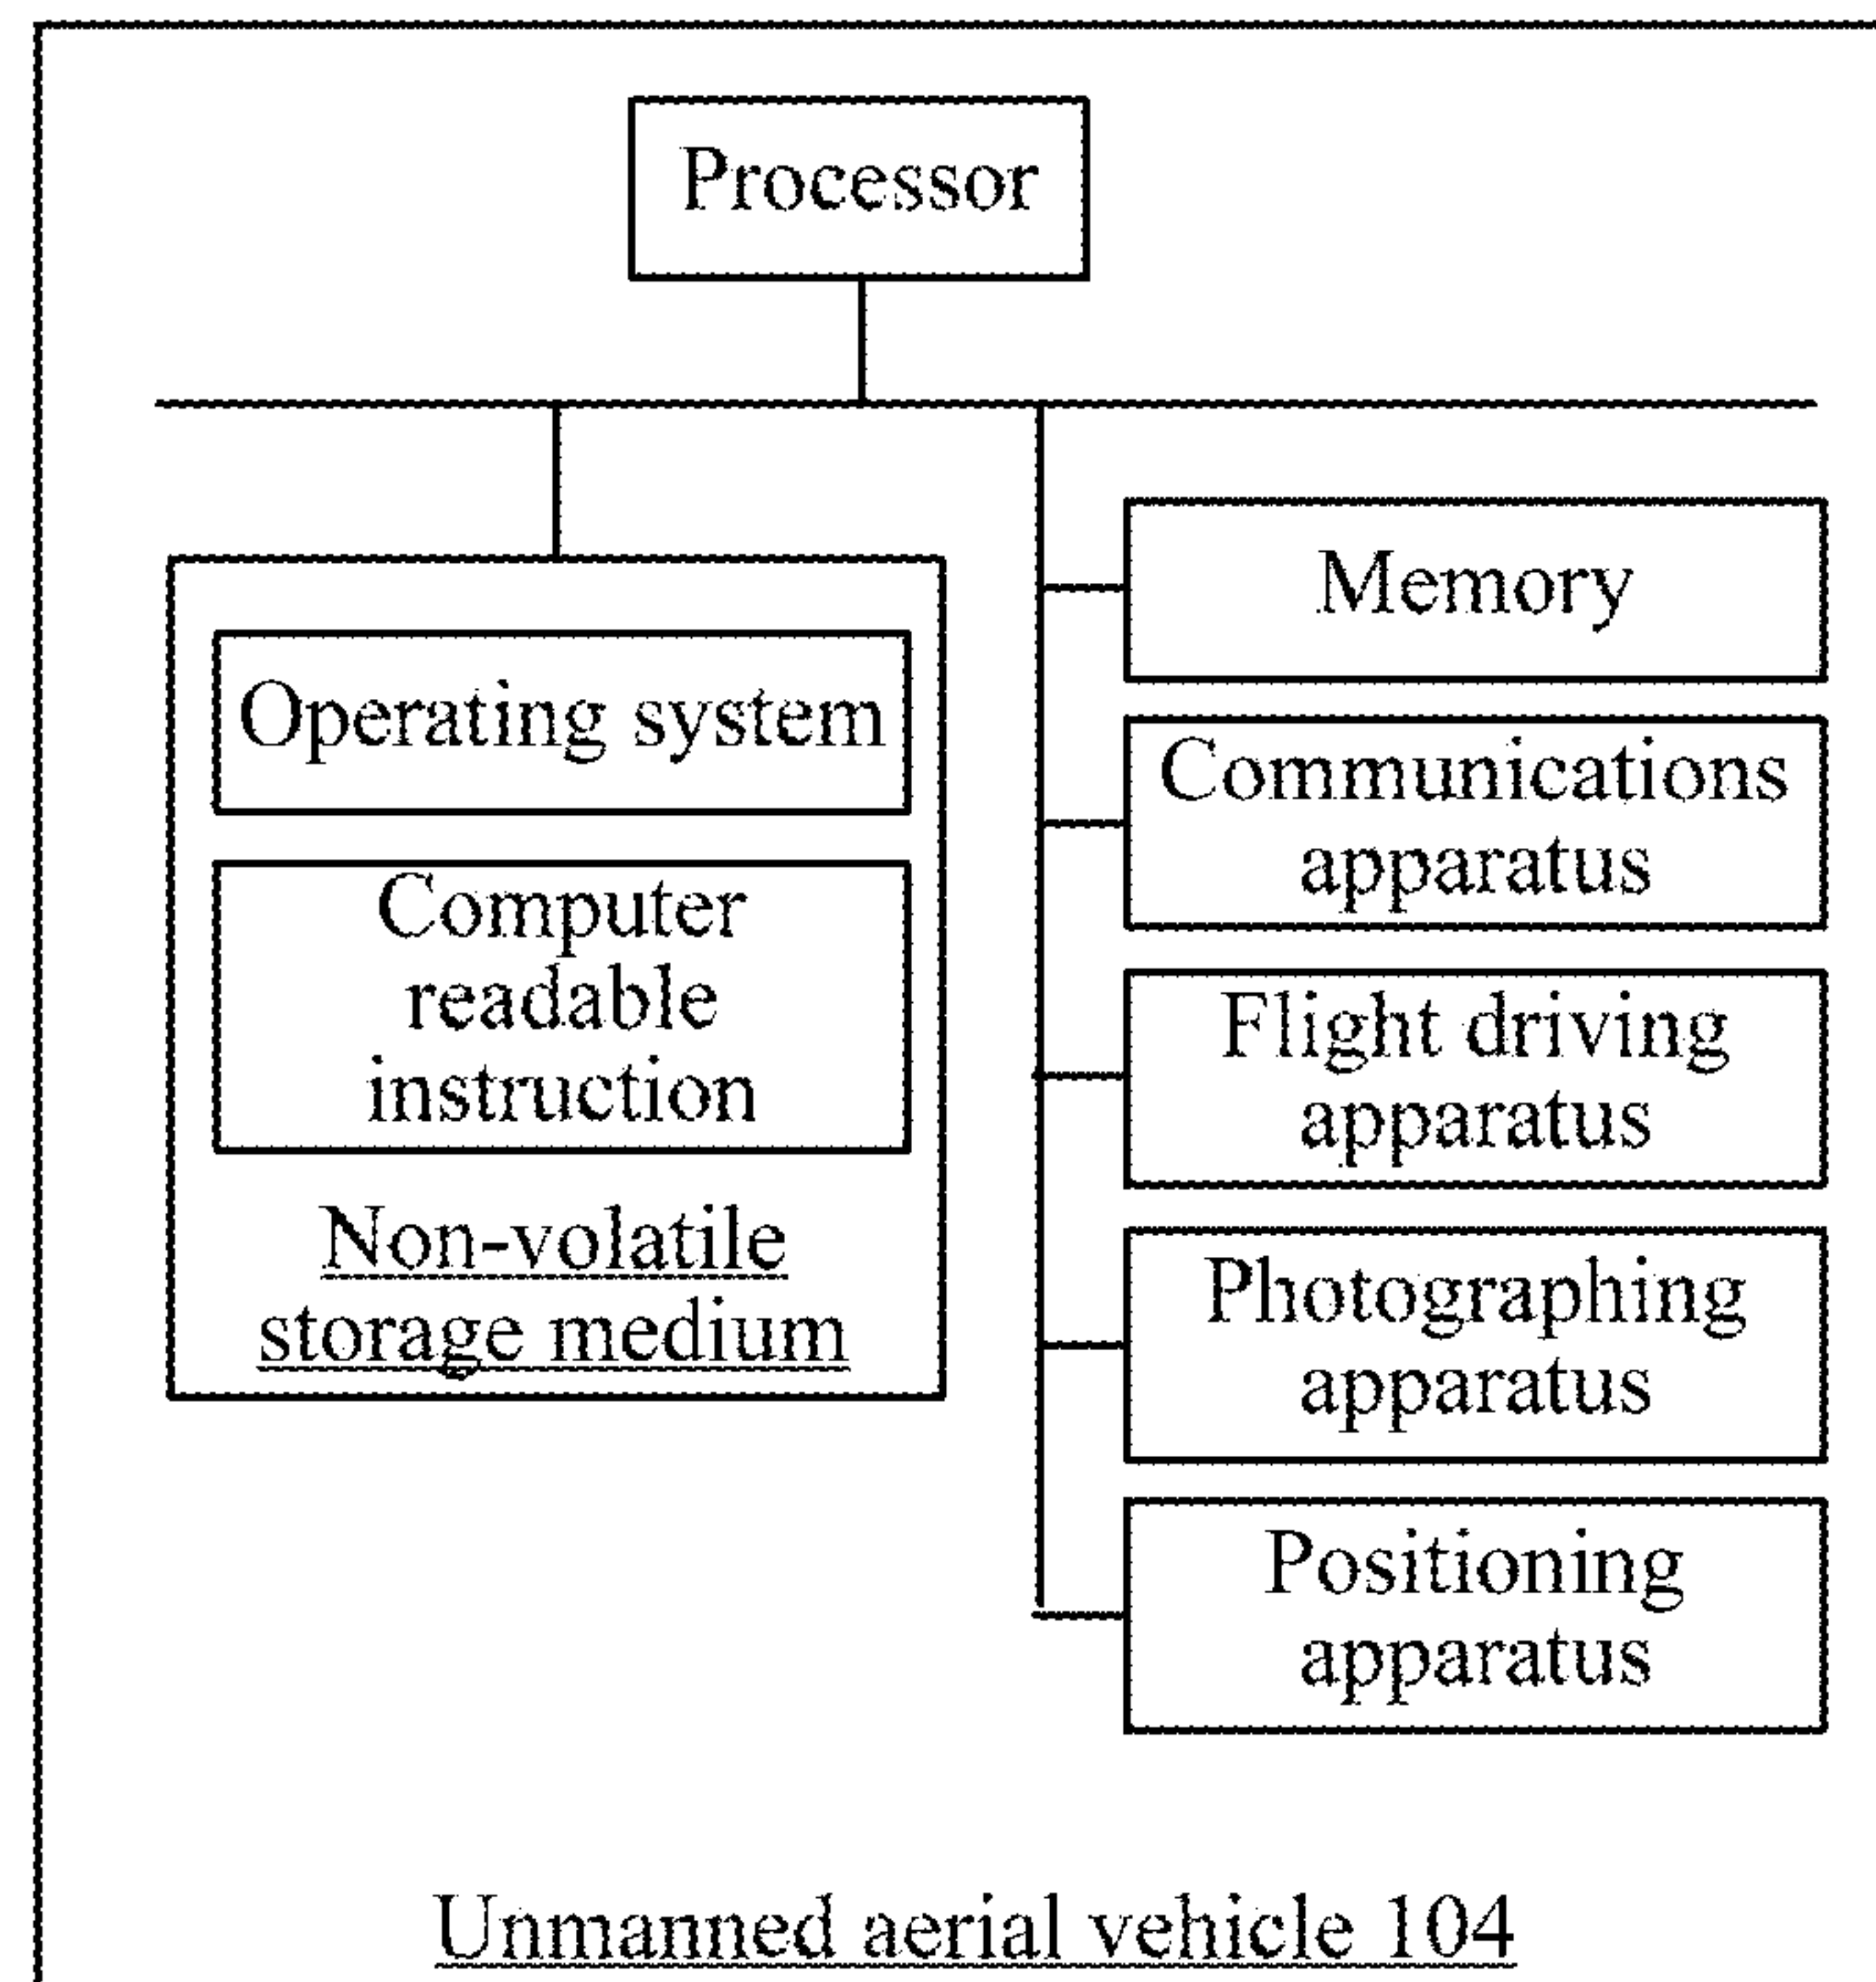 Processor
Operating system
Computer
readable
instruction
Non-volatile
storage medium
Memory
Communications
apparatus
Flight driving
apparatus
Photographing
apparatus
Positioning
apparatus
Unmanned aerial vehicle 104